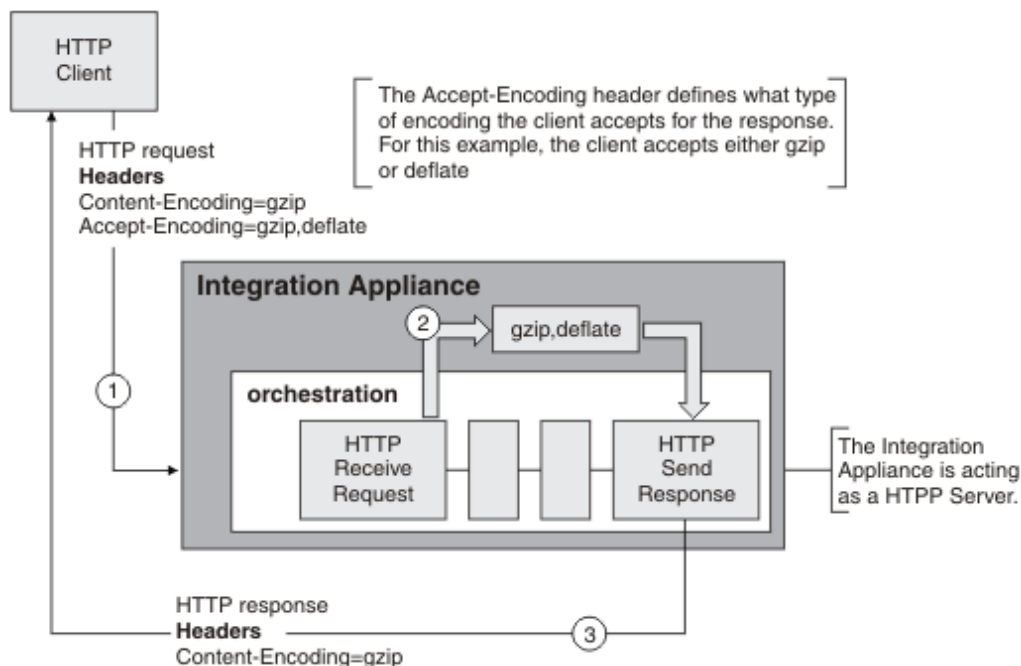 HTTP
Client
The Accept-Encoding header defines what type
of encoding the client accepts for the response.
For this example, the client accepts either gzip
or deflate
HTTP request
Headers
Content-Encoding=gzip
Accept-Encoding=gzip,deflate
Integration Appliance
2
gzip,deflate
1
orchestration
HTTP
Receive
Request
HTTP
Send
Response
The Integration
Appliance is acting
as a HTPP Server.
HTTP response
Headers
3
Content-Encoding=gzip